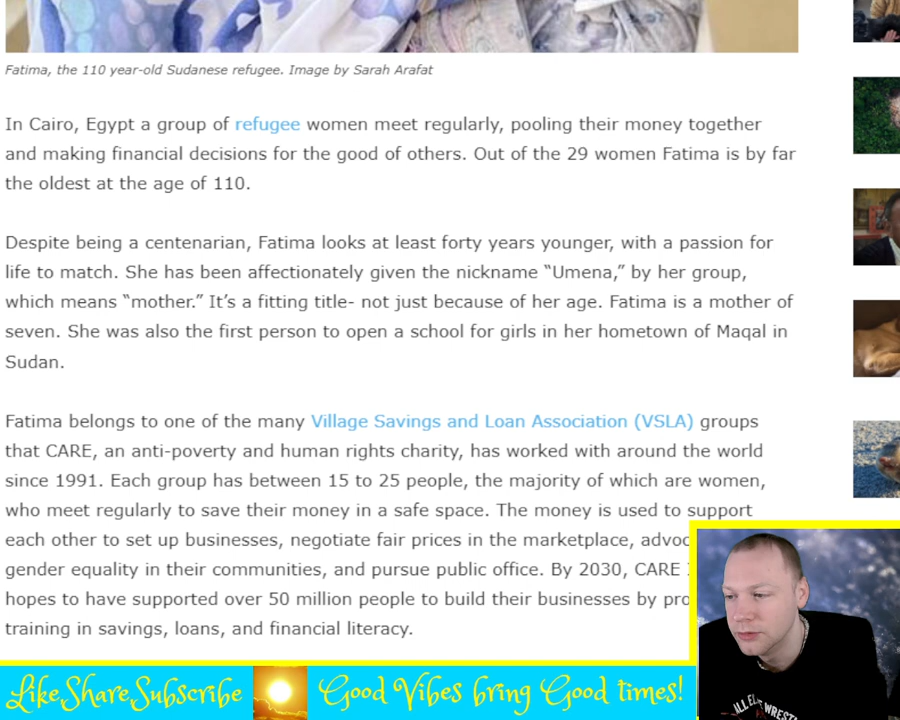 Fatima, the 110 year-old Sudanese refugee. Image by Sarah Arafat
In Cairo, Egypt a group of refugee women meet regularly, pooling their money together
and making financial decisions for the good of others. Out of the 29 women Fatima is by far
the oldest at the age of 110.
Despite being a centenarian, Fatima looks at least forty years younger, with a passion for
life to match. She has been affectionately given the nickname “Umena,” by her group,
which means “mother.” It’s a fitting title- not just because of her age. Fatima is a mother of
seven. She was also the first person to open a school for girls in her hometown of Maqal in
Sudan.
Fatima belongs to one of the many Village Savings and Loan Association (VSLA) groups
that CARE, an anti-poverty and human rights charity, has worked with around the world
since 1991. Each group has between 15 to 25 people, the majority of which are women,
who meet regularly to save their money in a safe space. The money is used to support
each other to set up businesses, negotiate fair prices in the marketplace,
gender equality in their communities, and pursue public office. By 2030, CARE
hopes to have supported over 50 million people to build their businesses by
training in savings, loans, and financial literacy.
Like Share Subscribe
Good Vibes bring Good times!